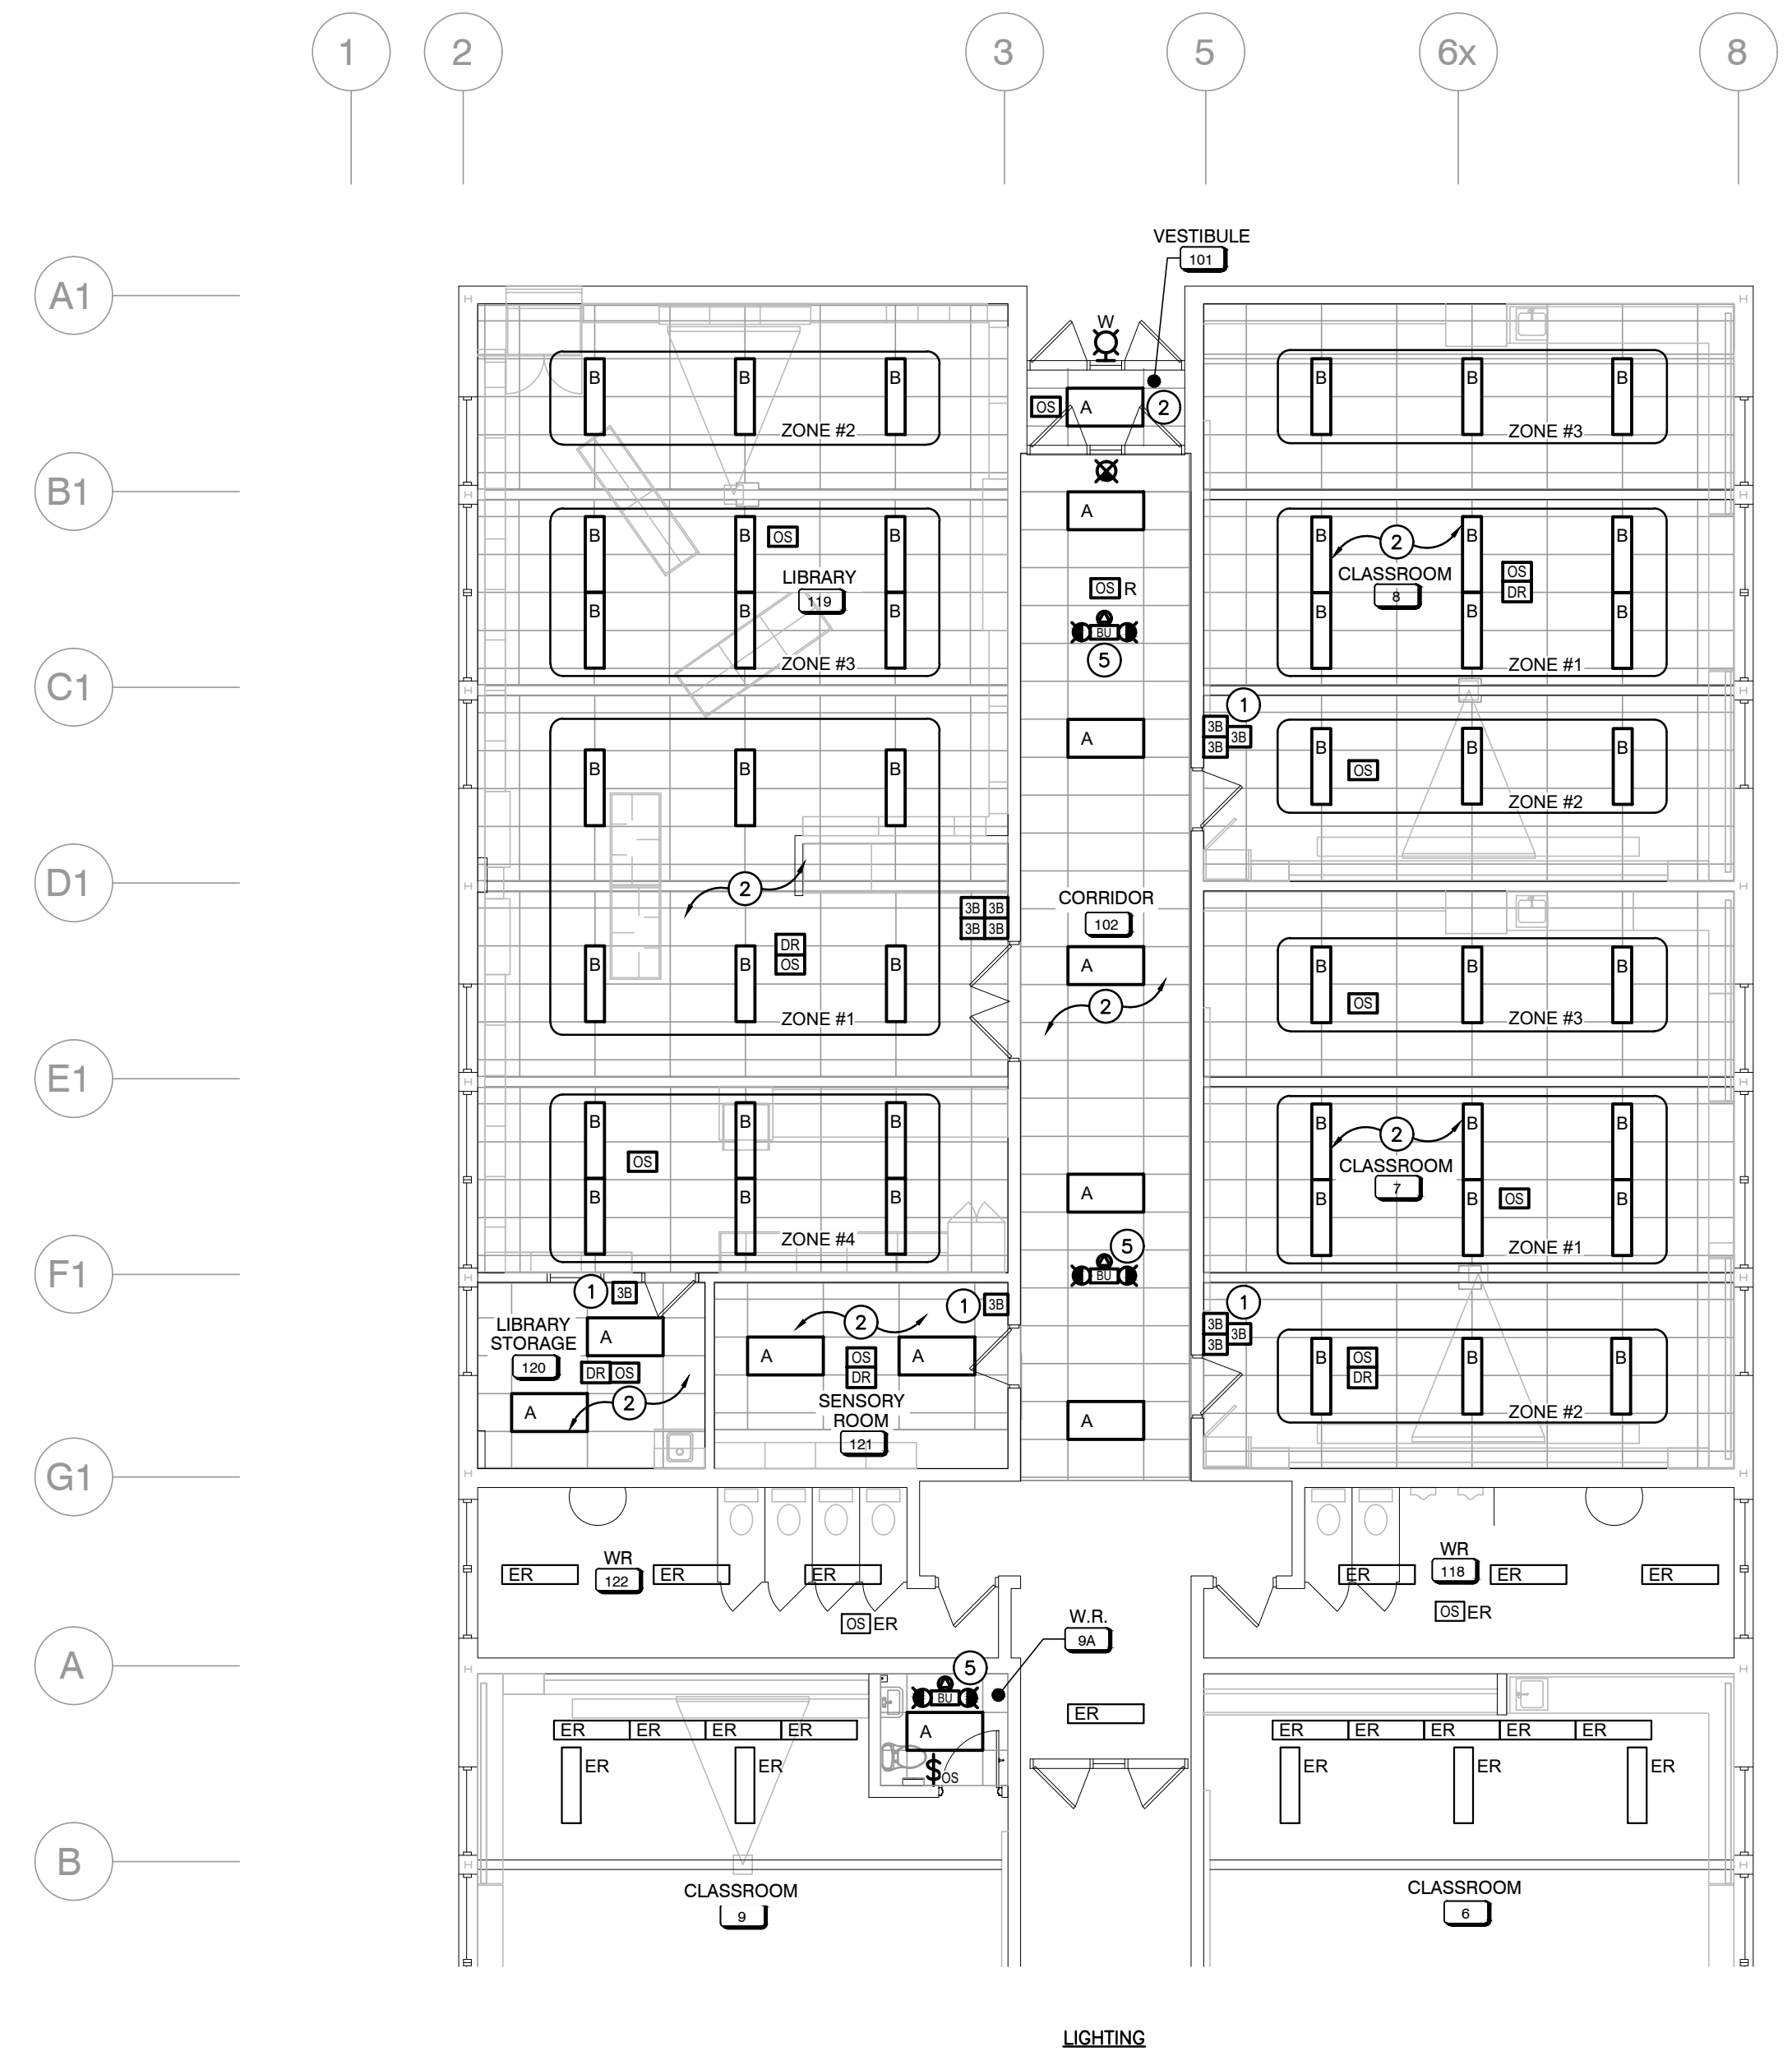 1 2 3 5 6x 8
VESTIBULE
101
A1
W
B B B
ZONE #2
OS A 2
B B B
ZONE #3
B1
A
B B B OS
LIBRARY
119
B B B
ZONE #3
OS R
BU
5
B 2 B B
CLASSROOM
8
OS
DR
B B B
ZONE #1
C1
1
3B
3B 3B
A
B B B
OS
ZONE #2
B B B
D1
2
3B 3B
3B 3B
CORRIDOR
102
A
2
DR
OS
B B B
ZONE #1
B B B
OS
ZONE #3
E1
B B B
OS
B B B
ZONE #4
A
5
BU
B 2 B B
CLASSROOM
7
OS
B B B
ZONE #1
F1
1 3B
LIBRARY
STORAGE
120
A
DR OS
2
A
1 3B
2
A OS A
DR
SENSORY
ROOM
121
A
1
3B
3B 3B
B OS B B
DR
ZONE #2
G1
WR
122
ER ER ER
OS ER
WR
118
ER ER ER
OS ER
A
W.R.
9A
5
BU
A
$OS
ER
ER ER ER ER
ER ER
ER ER ER ER ER
ER ER ER
B
CLASSROOM
9
CLASSROOM
6
LIGHTING